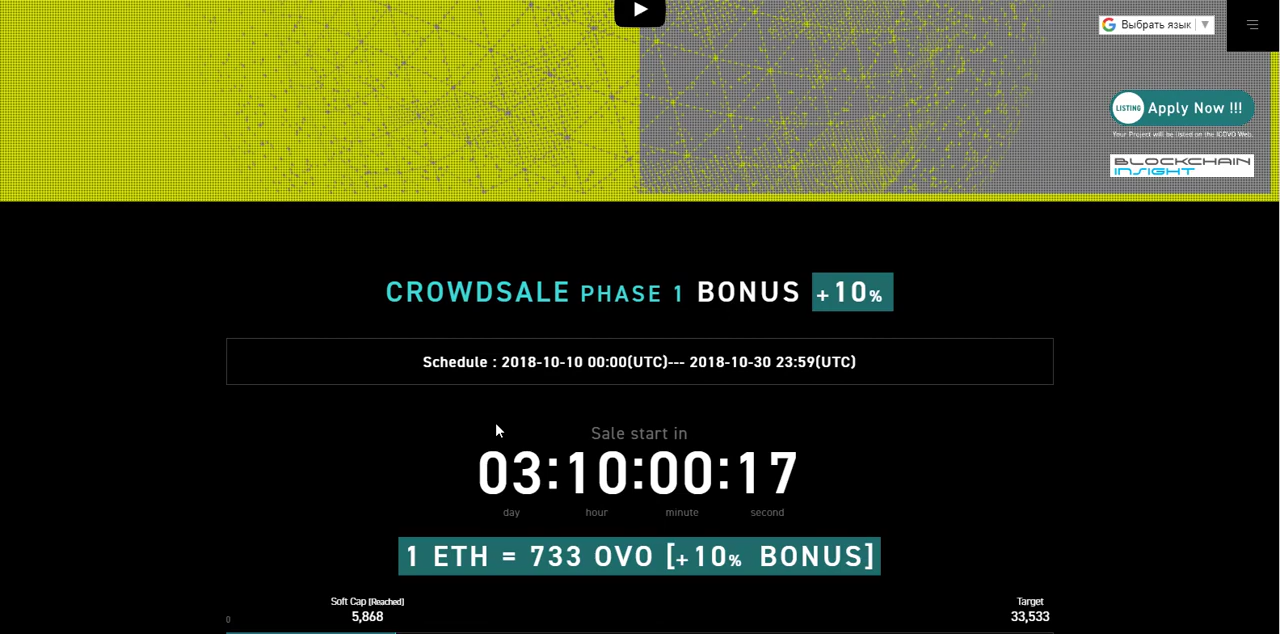 Выбрать язык
LISTING Apply Now !!!
Your Project will be listed on the ICOVO Web.
BLOCKCHAIN
INSIGHT
CROWDSALE PHASE 1 BONUS +10%
Schedule : 2018-10-10 00:00(UTC)--- 2018-10-30 23:59(UTC)
Sale start in
03:10:00:17
day hour minute second
1 ETH = 733 OVO [+10% BONUS]
Soft Cap [Reached] Target
0 5,868 33,533